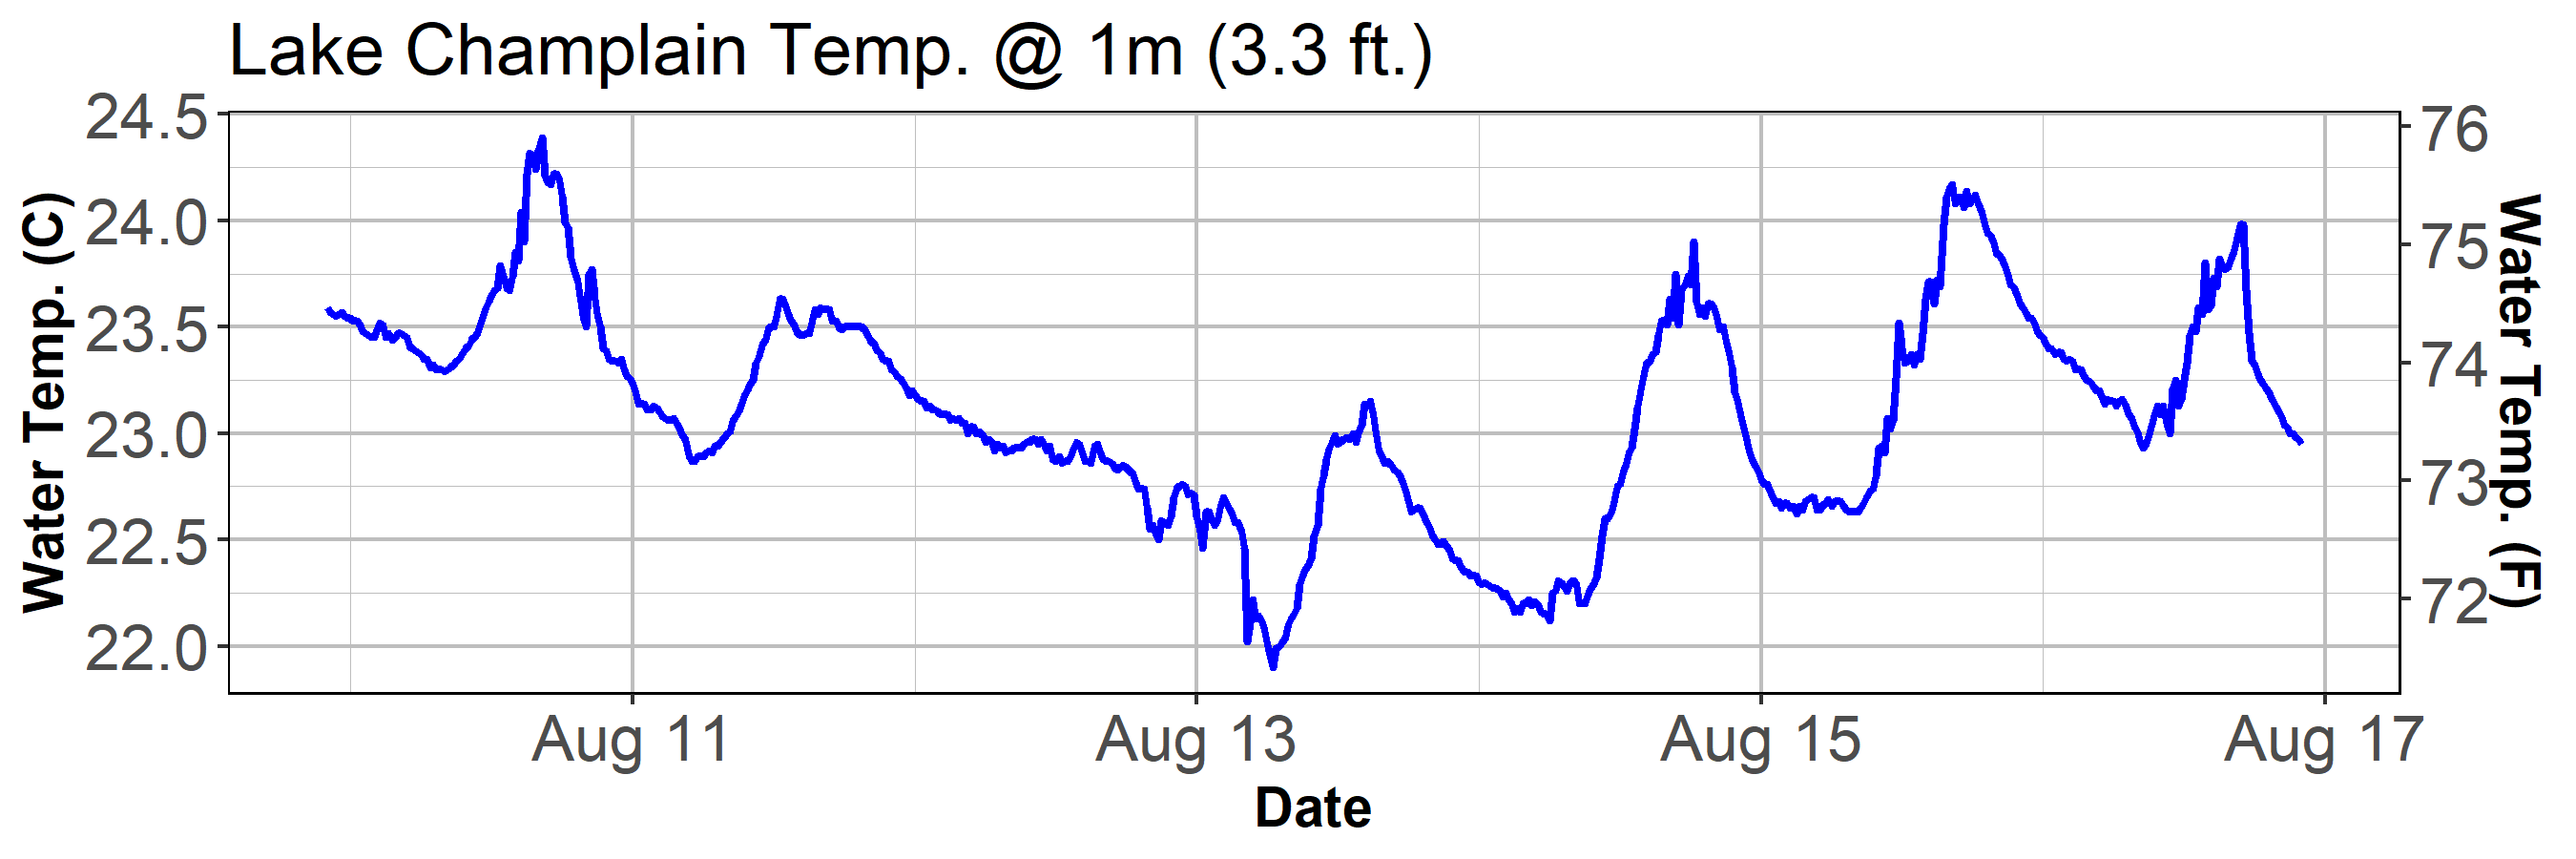 Lake Champlain Temp. @ 1m (3.3 ft.)
Water Temp. (C)
24.5
24.0
23.5
23.0
22.5
22.0
76
75
74
73
72
Water Temp. (F)
Aug 11
Aug 13
Aug 15
Aug 17
Date